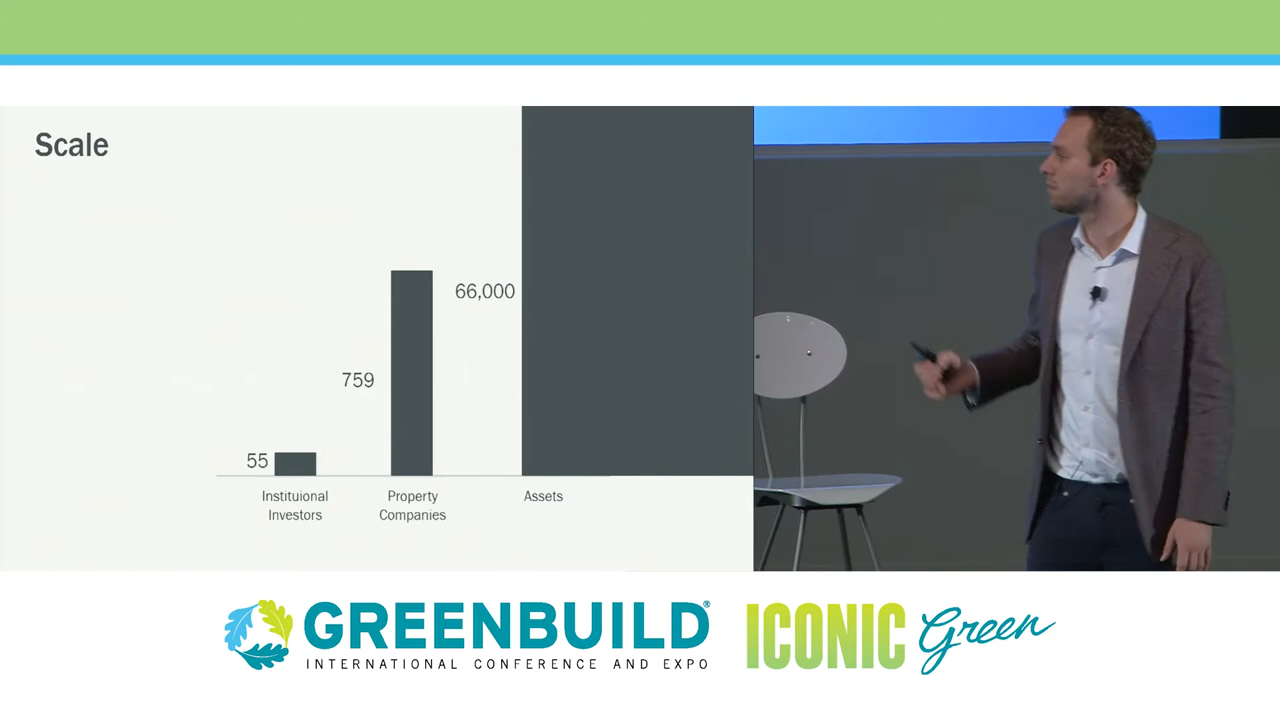 Scale
66,000
759
55
Instituional
Investors
Property
Companies
Assets
GREENBUILD®
INTERNATIONAL CONFERENCE AND EXPO
ICONIC Green